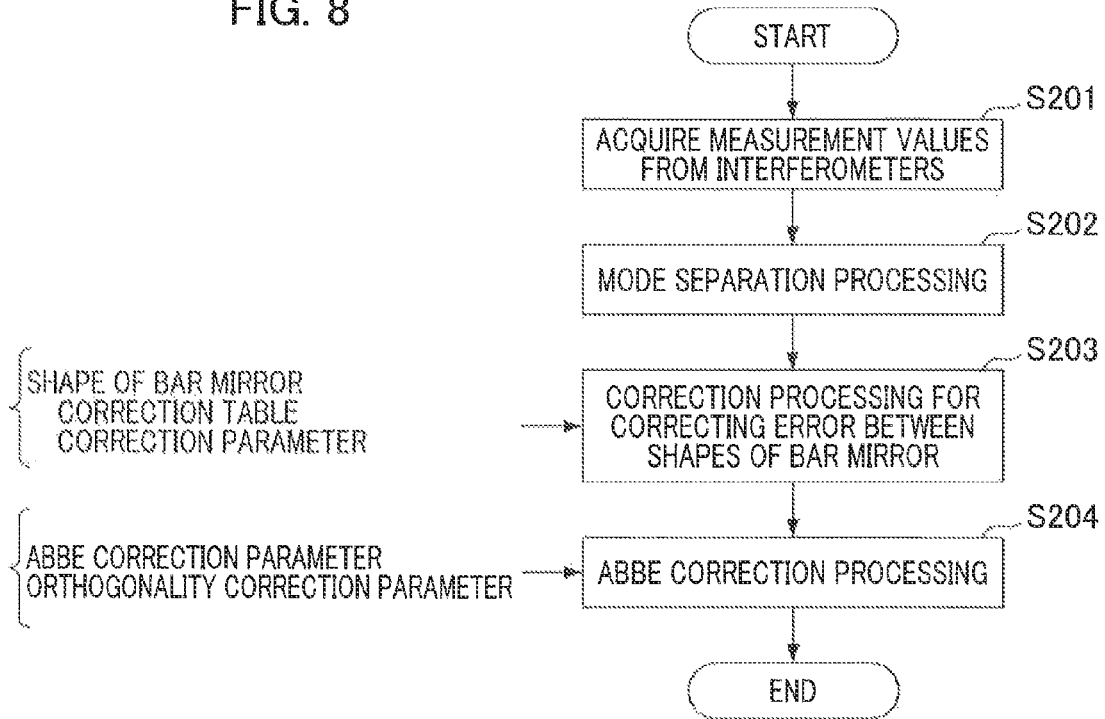 FIG. 8
START
S201
ACQUIRE MEASUREMENT VALUES
FROM INTERFEROMETERS
S202
MODE SEPARATION PROCESSING
S203
SHAPE OF BAR MIRROR
CORRECTION TABLE
CORRECTION PARAMETER
CORRECTION PROCESSING FOR
CORRECTING ERROR BETWEEN
SHAPES OF BAR MIRROR
S204
ABBE CORRECTION PARAMETER
ORTHOGONALITY CORRECTION PARAMETER
ABBE CORRECTION PROCESSING
END